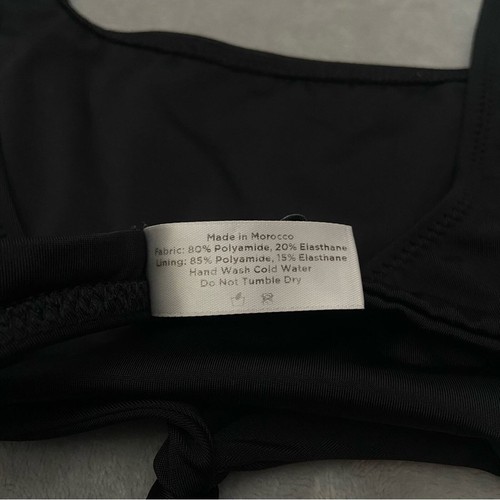 Made in Morocco
Fabric: 80% Polyamide, 20% Elasthane
Lining: 85% Polyamide, 15% Elasthane
Hand Wash Cold Water
Do Not Tumble Dry